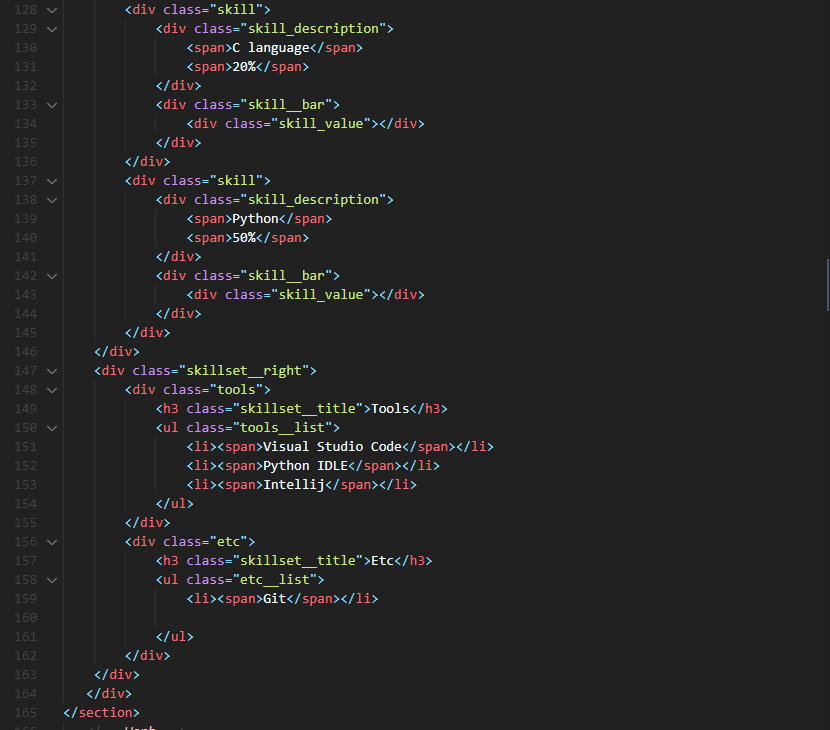 128 <div class="skill">
129 <div class="skill_description">
130 <span>C language</span>
131 <span>20%</span>
132 </div>
133 <div class="skill__bar">
134 <div class="skill_value"></div>
135 </div>
136 </div>
137 <div class="skill">
138 <div class="skill_description">
139 <span>Python</span>
140 <span>50%</span>
141 </div>
142 <div class="skill__bar">
143 <div class="skill_value"></div>
144 </div>
145 </div>
146 </div>
147 <div class="skillset__right">
148 <div class="tools">
149 <h3 class="skillset__title">Tools</h3>
150 <ul class="tools__list">
151 <li><span>Visual Studio Code</span></li>
152 <li><span>Python IDLE</span></li>
153 <li><span>Intellij</span></li>
154 </ul>
155 </div>
156 <div class="etc">
157 <h3 class="skillset__title">Etc</h3>
158 <ul class="etc__list">
159 <li><span>Git</span></li>
160
161 </ul>
162 </div>
163 </div>
164 </div>
165 </section>